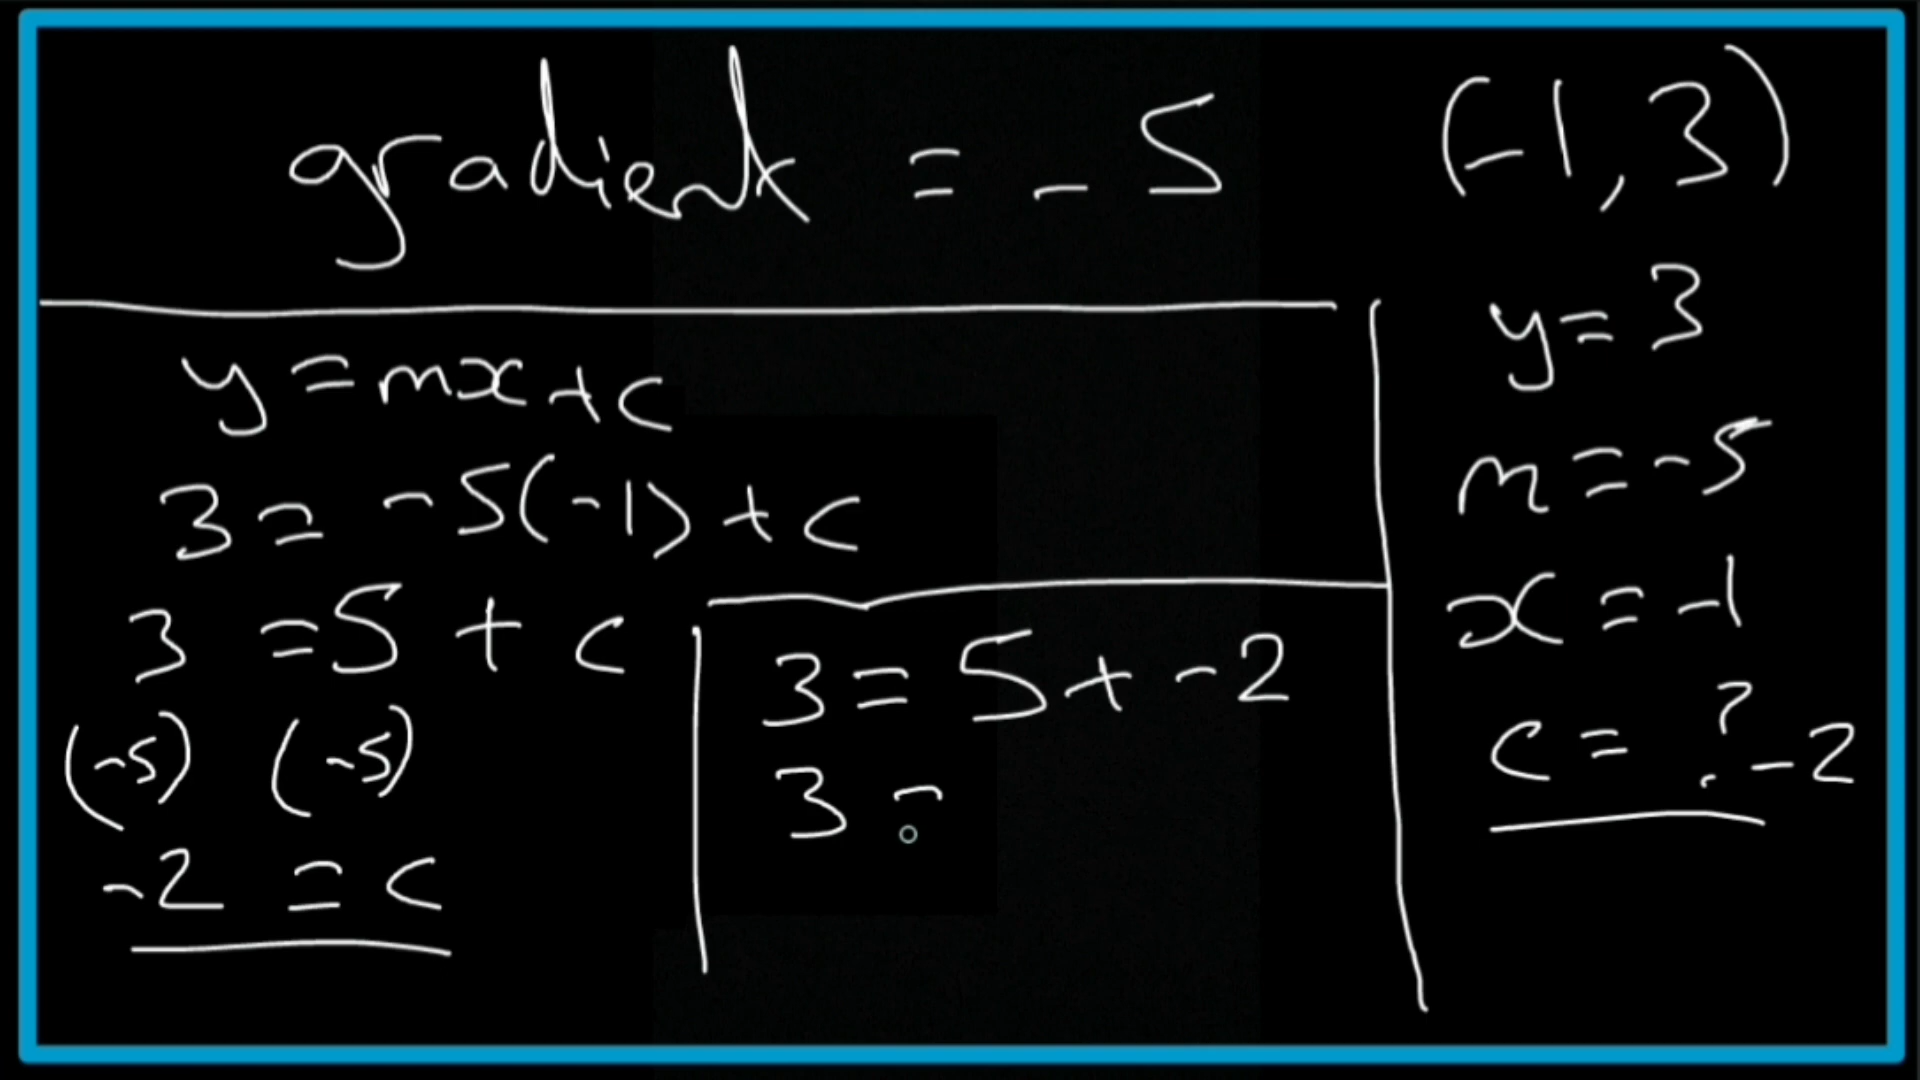 gradient = -5 (-1, 3)
y = mx + c
3 = -5(-1) + c
3 = 5 + c
(-5) (-5)
-2 = c
3 = 5 + -2
3 =
y = 3
m = -5
x = -1
c = ? -2